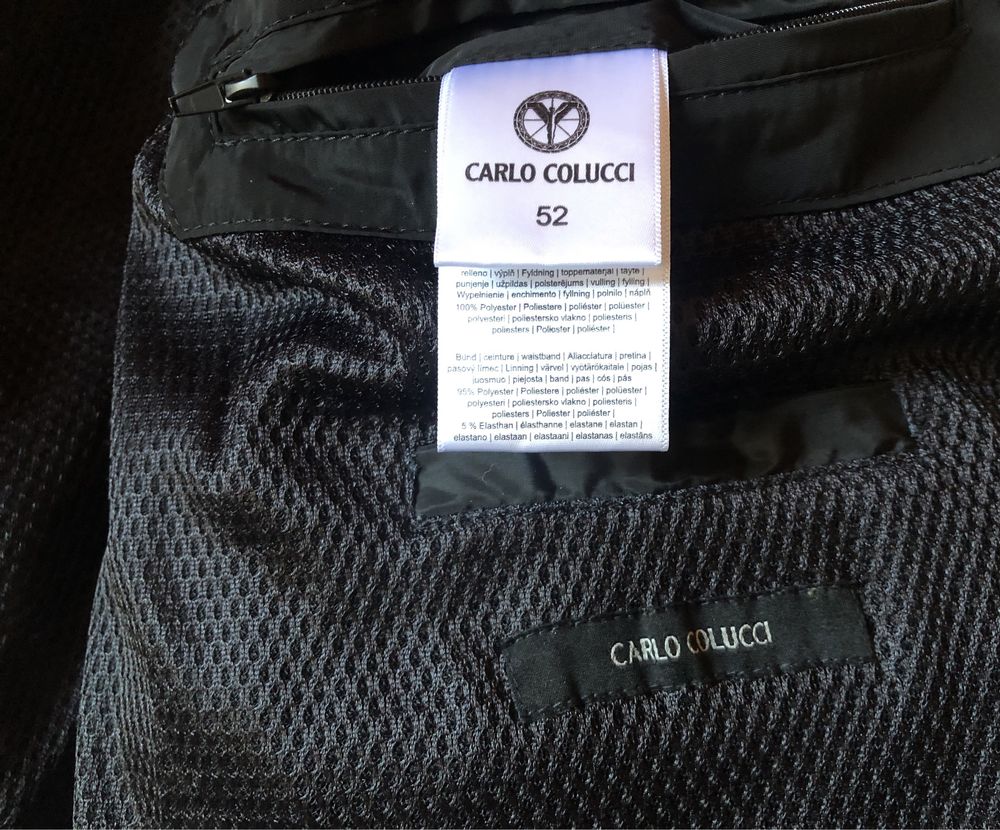 CARLO COLUCCI
52
relleno | výplň | Fyldning | toppematerjal | täyte |
punjenje | užpildas | polsterējums | vulling | fylling |
Wypełnienie | enchimento | fyllning | polnilo | náplň
100% Polyester | Poliestere | poliéster | polüester |
polyesteri | poliestersko vlakno | poliesteris |
poliesters | Polioster | poliéster |
Bund | ceinture | waistband | Allacciatura | pretina |
pasový límec | Linning | värvel | vyötärökaitale | pojas |
juosmuo | piejosta | band | pas | cós | pás
95% Polyester | Poliestere | poliéster | polüester |
polyesteri | poliestersko vlakno | poliesteris |
poliesters | Poliester | poliéster |
5 % Elasthan | élasthanne | elastane | elastan |
elastano | elastaan | elastaani | elastanas | elastāns
CARLO COLUCCI